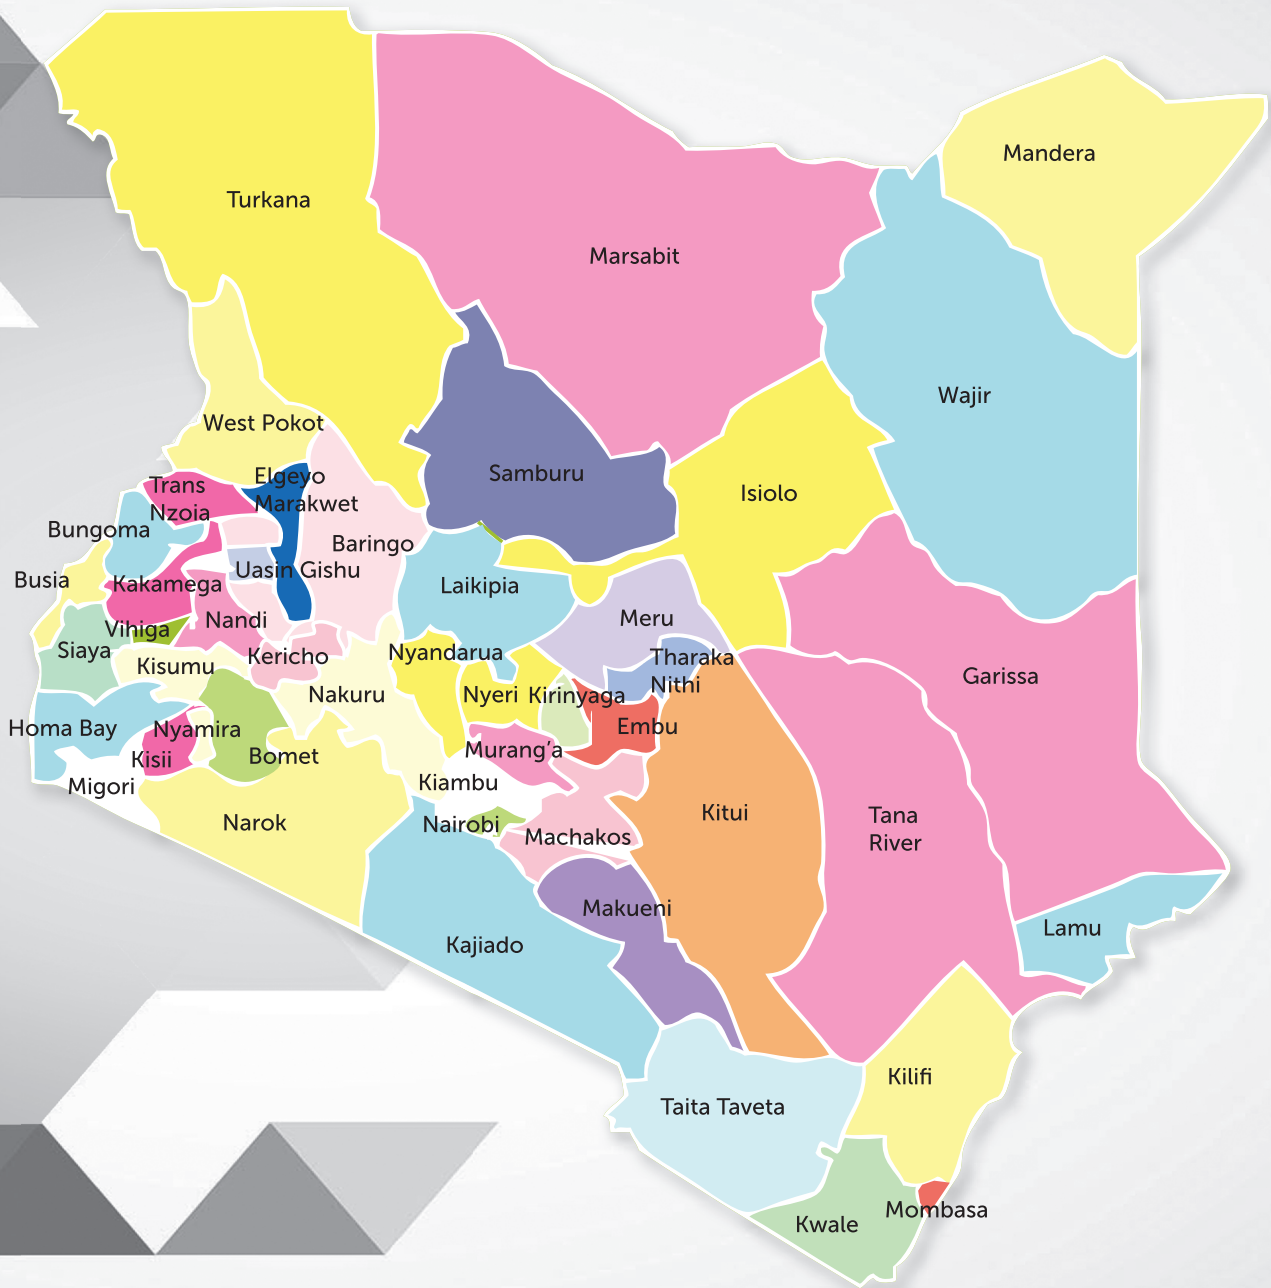 Mandera
Turkana
Marsabit
Wajir
West Pokot
Samburu
Elgeyo
Marakwet
Trans
Nzoia
Isiolo
Bungoma
Baringo
Uasin Gishu
Busia
Kakamega
Laikipia
Meru
Nandi
Vihiga
Siaya
Kericho
Nyandarua
Tharaka
Nithi
Kisumu
Garissa
Nakuru
Nyeri
Kirinyaga
Homa Bay
Nyamira
Embu
Lamu
Kisii
Bomet
Murang’a
Migori
Kiambu
Narok
Nairobi
Machakos
Kitui
Tana
River
Makueni
Kajiado
Kilifi
Taita Taveta
Mombasa
Kwale